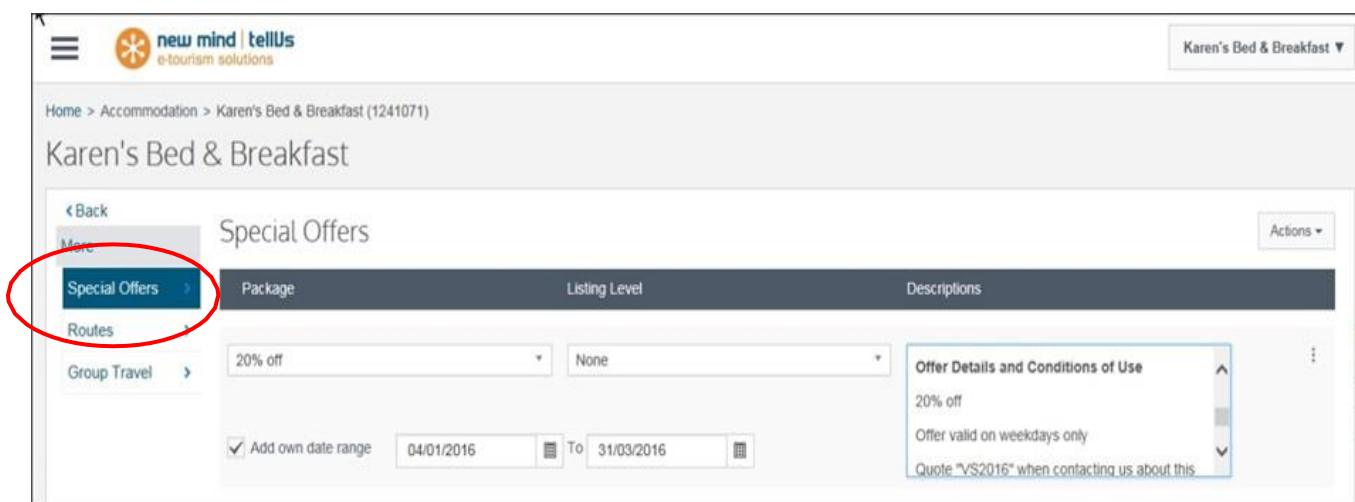 new mind | tellUs
e-tourism solutions
Karen's Bed & Breakfast ▼
Home > Accommodation > Karen's Bed & Breakfast (1241071)
Karen's Bed & Breakfast
< Back
More
Special Offers
Actions
Special Offers >
Package
Listing Level
Descriptions
Routes >
Group Travel >
20% off
None
Offer Details and Conditions of Use
20% off
Offer valid on weekdays only
Quote "VS2016" when contacting us about this
Add own date range
04/01/2016
To
31/03/2016